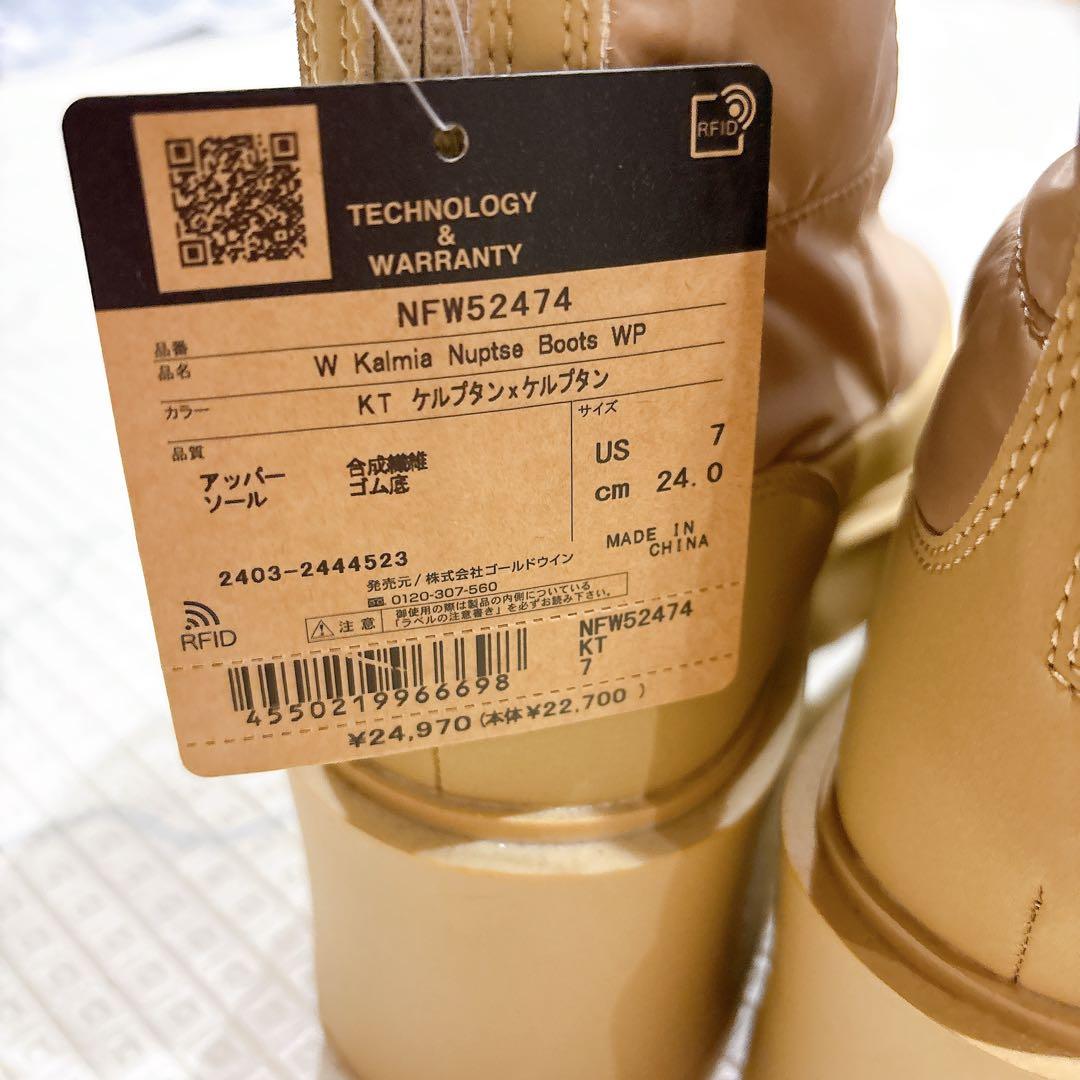 RFID
TECHNOLOGY
&
WARRANTY
品番 NFW52474
品名 W Kalmia Nuptse Boots WP
カラー KT ケルプタン×ケルプタン
品質
アッパー 合成繊維
ソール ゴム底
サイズ
US 7
cm 24.0
MADE IN
CHINA
2403-2444523
発売元/株式会社ゴールドウイン
0120-307-560
RFID
注意 御使用の際は製品の内側についている
「ラベルの注意書き」を必ずお読み下さい。
NFW52474
KT
7
4550219966698
¥24,970(本体¥22,700 )